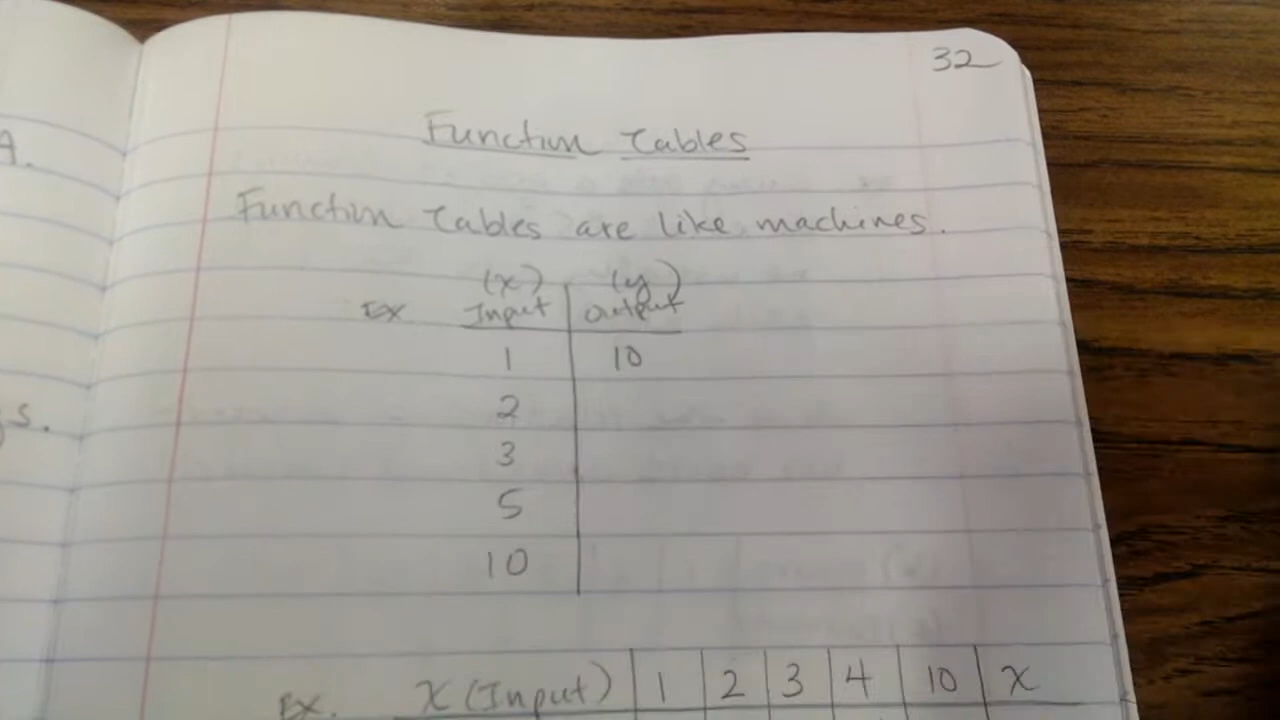 32
Function Tables
Function Tables are like machines.
(x) (y)
Ex Input Output
1 10
2
3
5
10
Ex. x (Input) 1 2 3 4 10 x
A.
s.